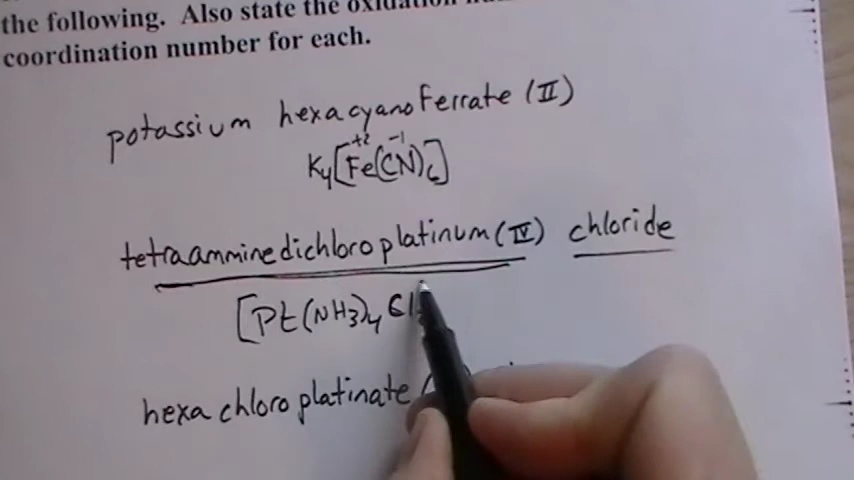 the following. Also state the oxidation
coordination number for each.
potassium hexacyanoferrate (II)
+2 -1
K4[Fe(CN)6]
tetraamminedichloroplatinum (IV) chloride
[Pt(NH3)4 Cl
hexachloroplatinate